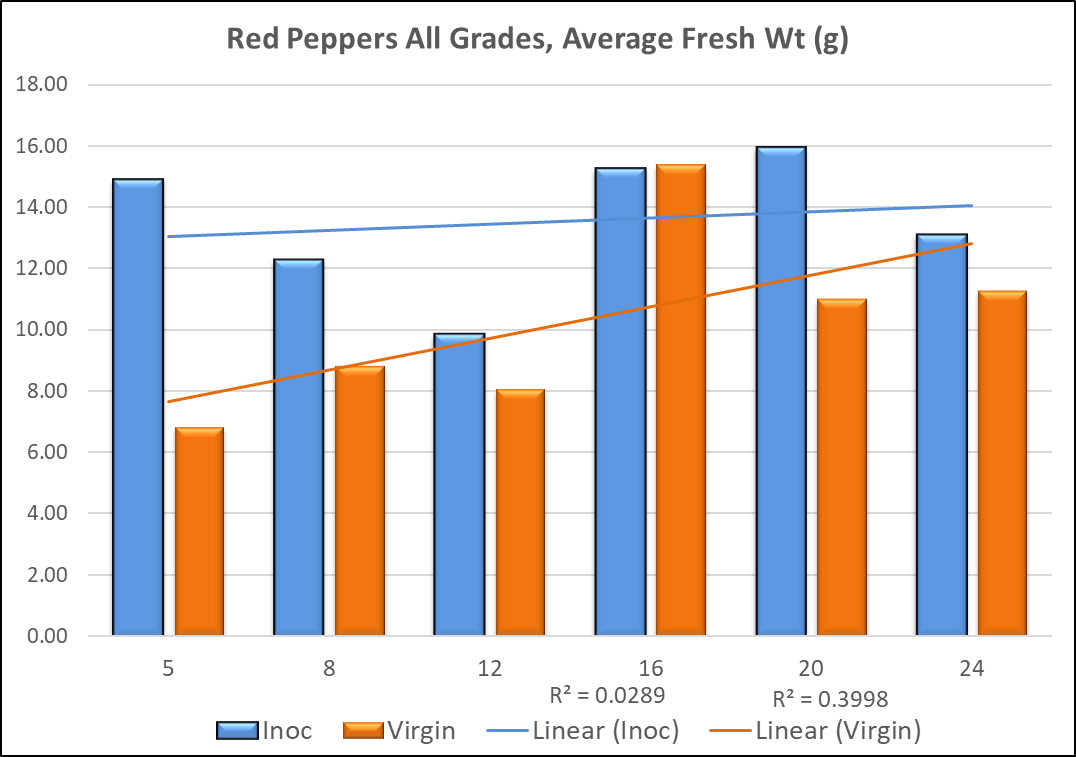 Red Peppers All Grades, Average Fresh Wt (g)
18.00
16.00
14.00
12.00
10.00
8.00
6.00
4.00
2.00
0.00
5 8 12 16 20 24
R² = 0.0289 R² = 0.3998
Inoc Virgin Linear (Inoc) Linear (Virgin)